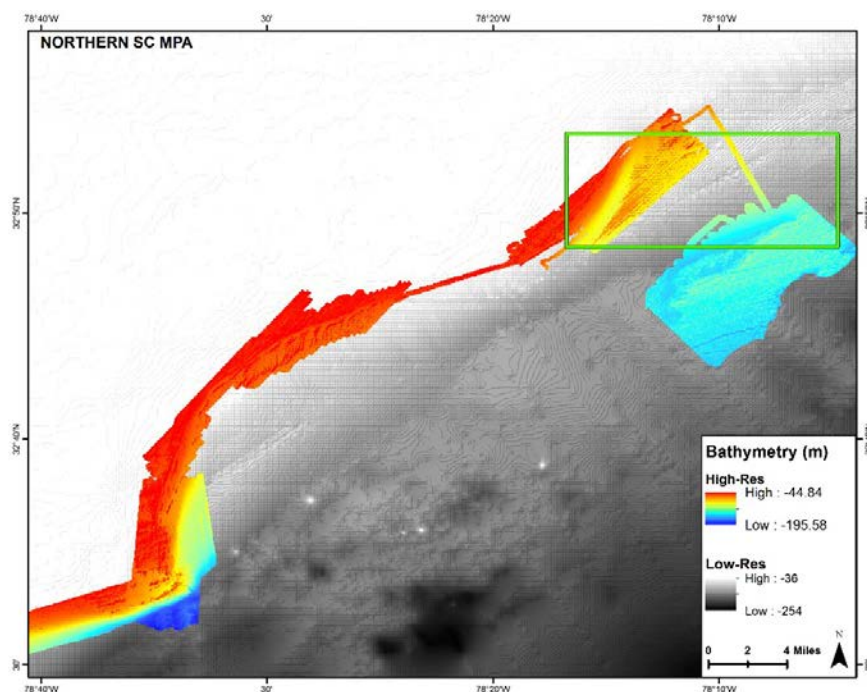 78°40'W 30' 78°20'W 78°10'W
NORTHERN SC MPA
32°50'N
32°40'N
30'
Bathymetry (m)
High-Res
High : -44.84
Low : -195.58
Low-Res
High : -36
Low : -254
N
0 2 4 Miles
78°40'W 30' 78°20'W 78°10'W